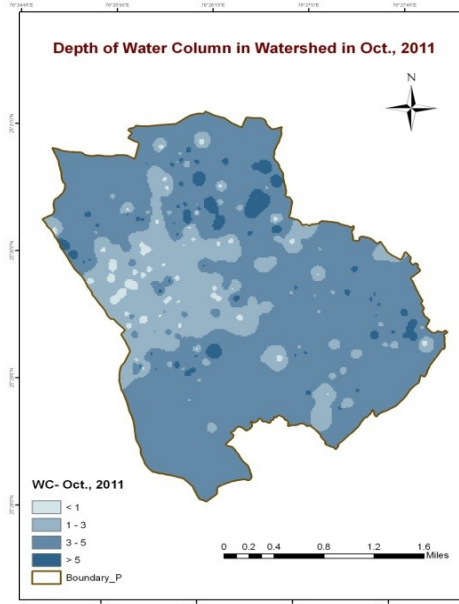 Depth of Water Column in Watershed in Oct., 2011
N
WC- Oct., 2011
< 1
1 - 3
3 - 5
> 5
Boundary_P
0 0.2 0.4 0.8 1.2 1.6
Miles